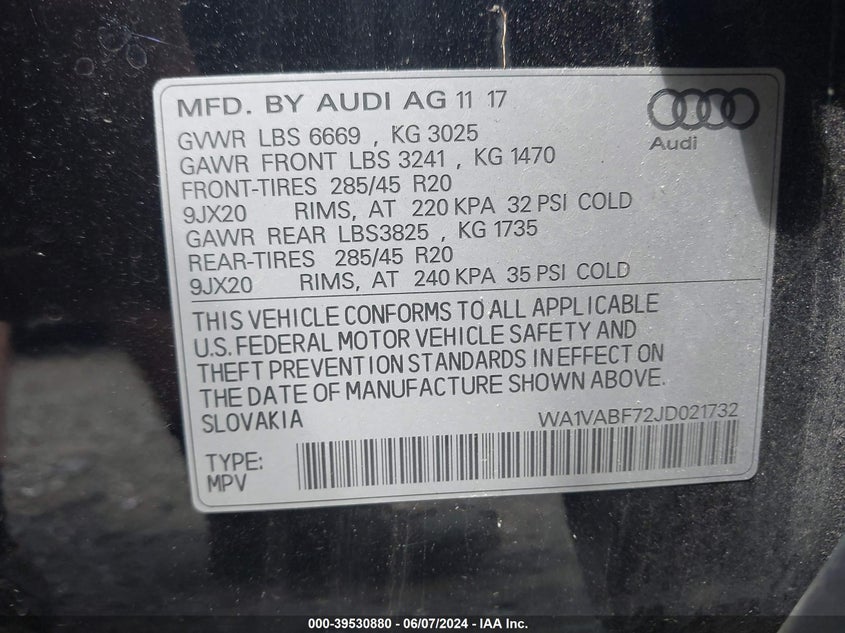 MFD. BY AUDI AG 11 17
Audi
GVWR LBS 6669 , KG 3025
GAWR FRONT LBS 3241 , KG 1470
FRONT-TIRES 285/45 R20
9JX20 RIMS, AT 220 KPA 32 PSI COLD
GAWR REAR LBS3825 , KG 1735
REAR-TIRES 285/45 R20
9JX20 RIMS, AT 240 KPA 35 PSI COLD
THIS VEHICLE CONFORMS TO ALL APPLICABLE
U.S. FEDERAL MOTOR VEHICLE SAFETY AND
THEFT PREVENTION STANDARDS IN EFFECT ON
THE DATE OF MANUFACTURE SHOWN ABOVE.
SLOVAKIA WA1VABF72JD021732
TYPE:
MPV
000-39530880 - 06/07/2024 - IAA Inc.